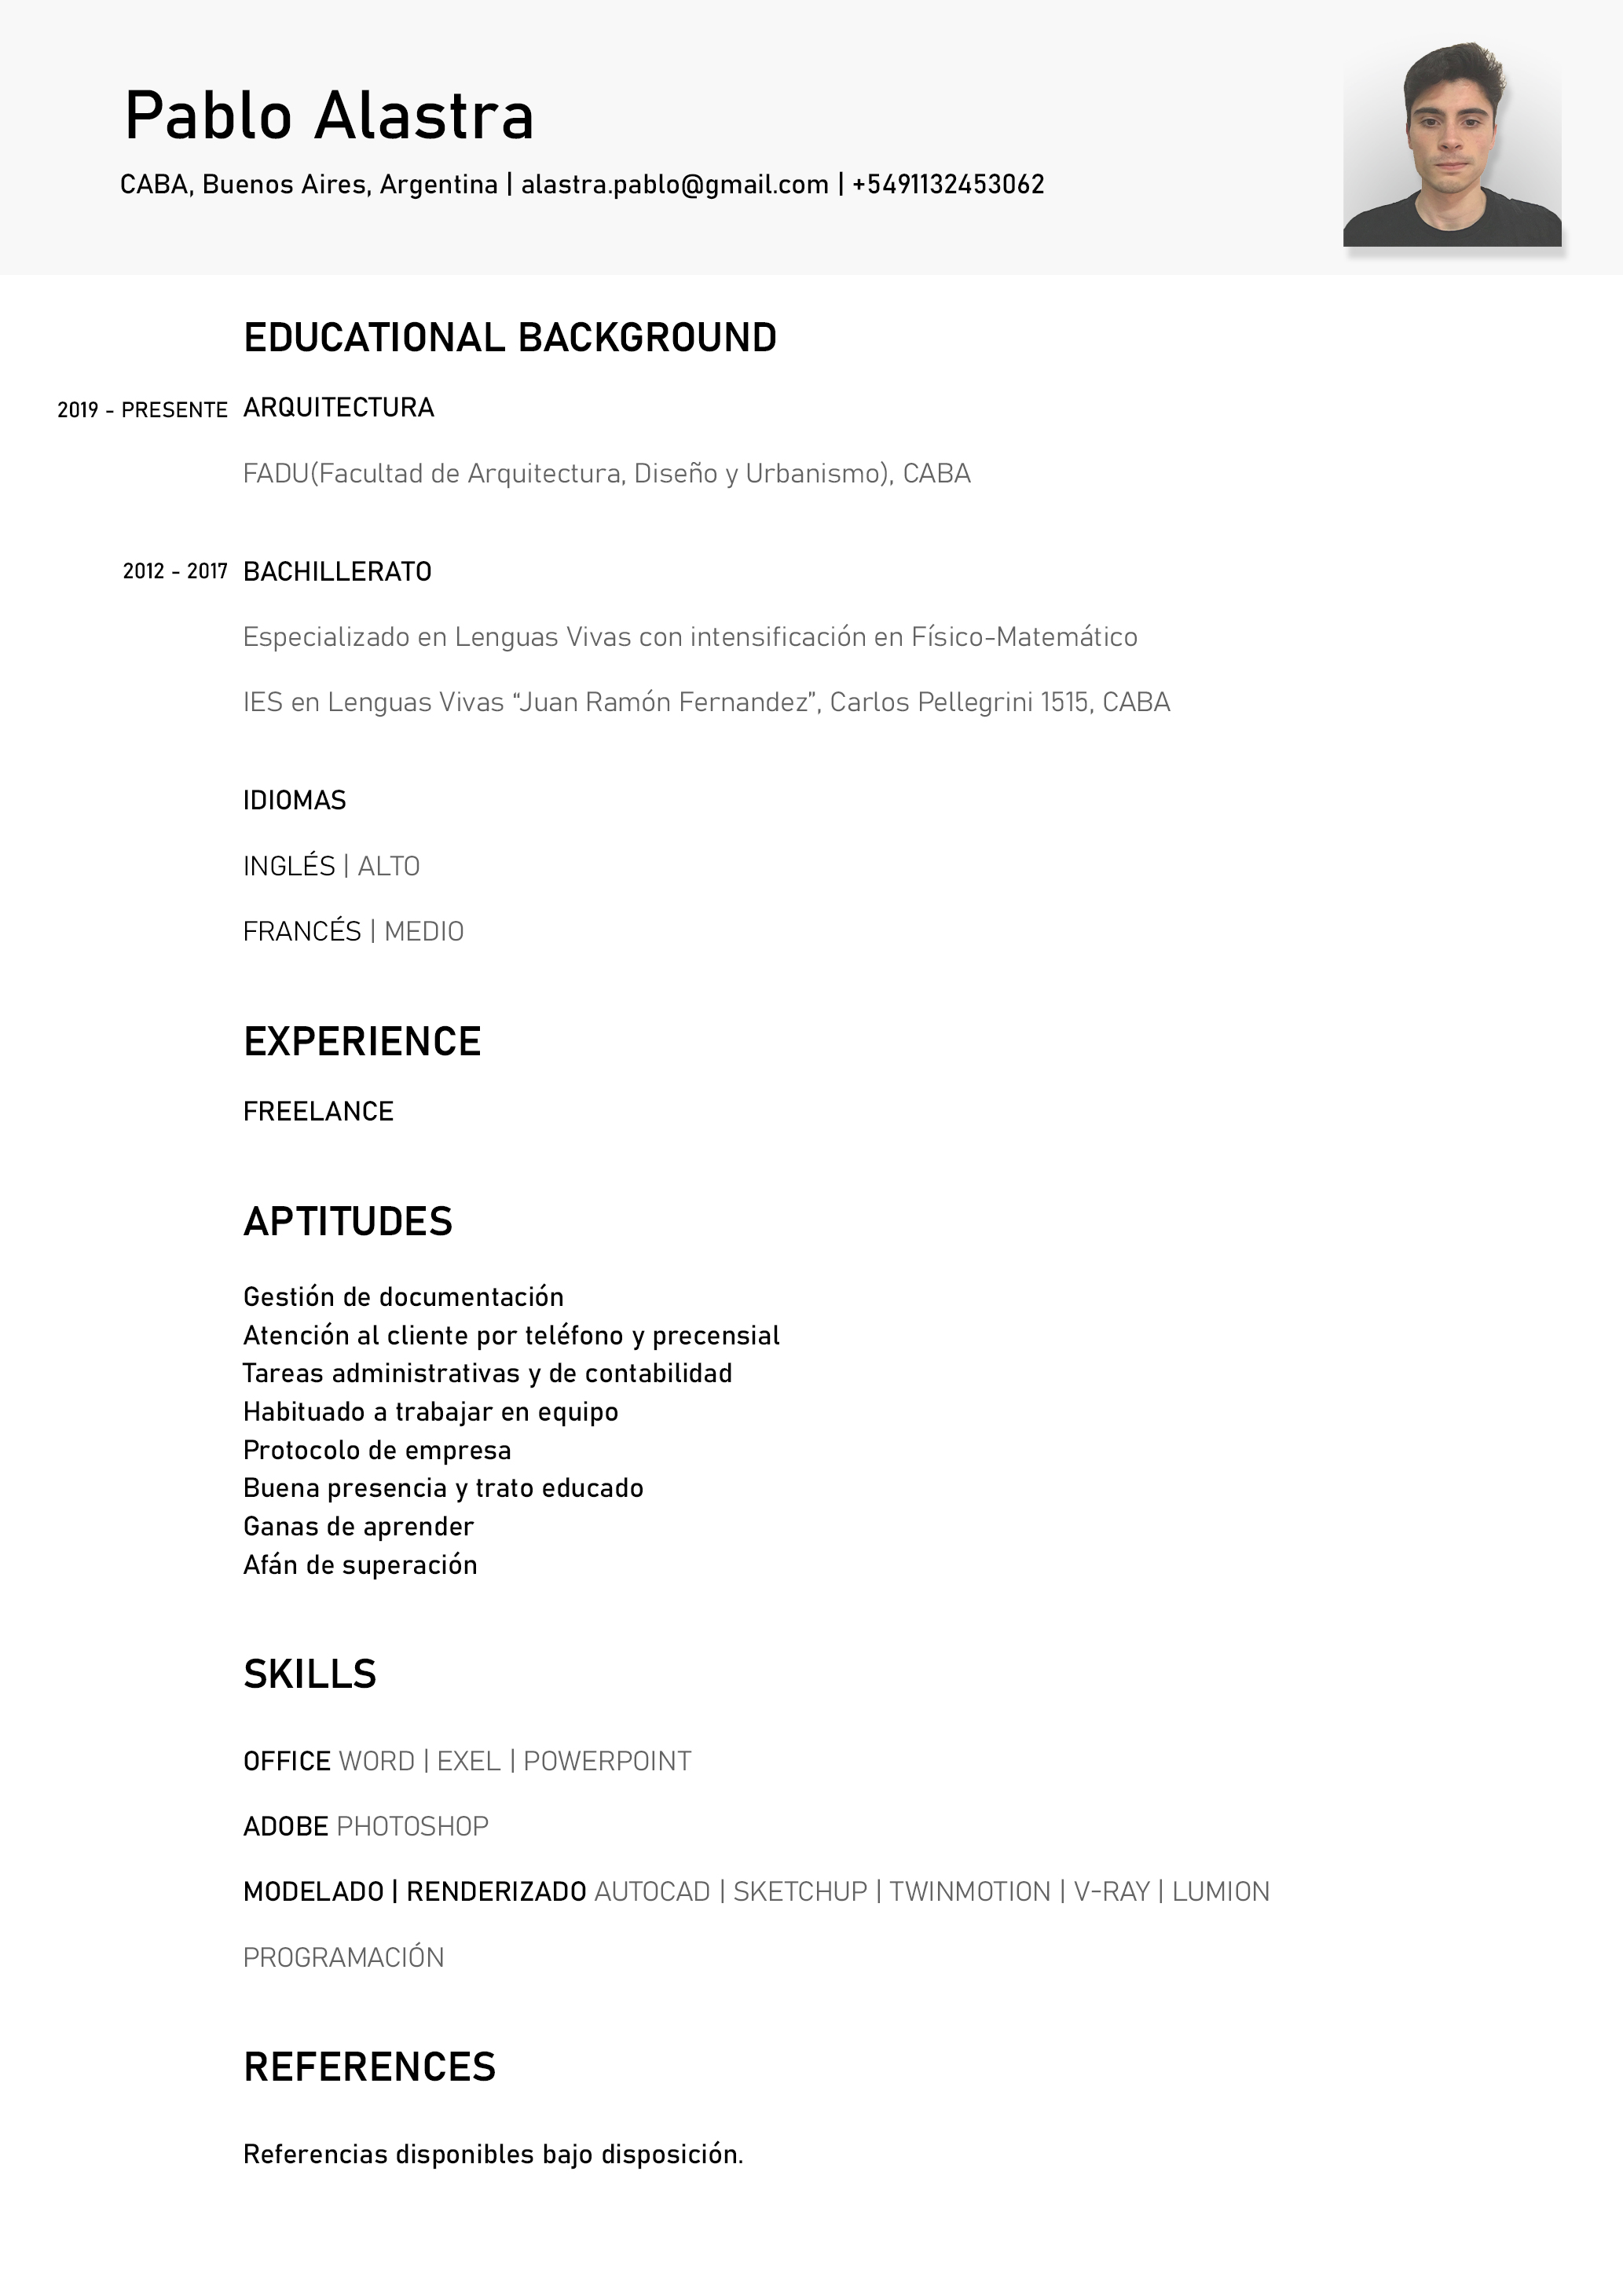 Pablo Alastra
CABA, Buenos Aires, Argentina | alastra.pablo@gmail.com | +5491132453062
EDUCATIONAL BACKGROUND
2019 - PRESENTE ARQUITECTURA
FADU(Facultad de Arquitectura, Diseño y Urbanismo), CABA
2012 - 2017 BACHILLERATO
Especializado en Lenguas Vivas con intensificación en Físico-Matemático
IES en Lenguas Vivas “Juan Ramón Fernandez”, Carlos Pellegrini 1515, CABA
IDIOMAS
INGLÉS | ALTO
FRANCÉS | MEDIO
EXPERIENCE
FREELANCE
APTITUDES
Gestión de documentación
Atención al cliente por teléfono y precensial
Tareas administrativas y de contabilidad
Habituado a trabajar en equipo
Protocolo de empresa
Buena presencia y trato educado
Ganas de aprender
Afán de superación
SKILLS
OFFICE WORD | EXEL | POWERPOINT
ADOBE PHOTOSHOP
MODELADO | RENDERIZADO AUTOCAD | SKETCHUP | TWINMOTION | V-RAY | LUMION
PROGRAMACIÓN
REFERENCES
Referencias disponibles bajo disposición.